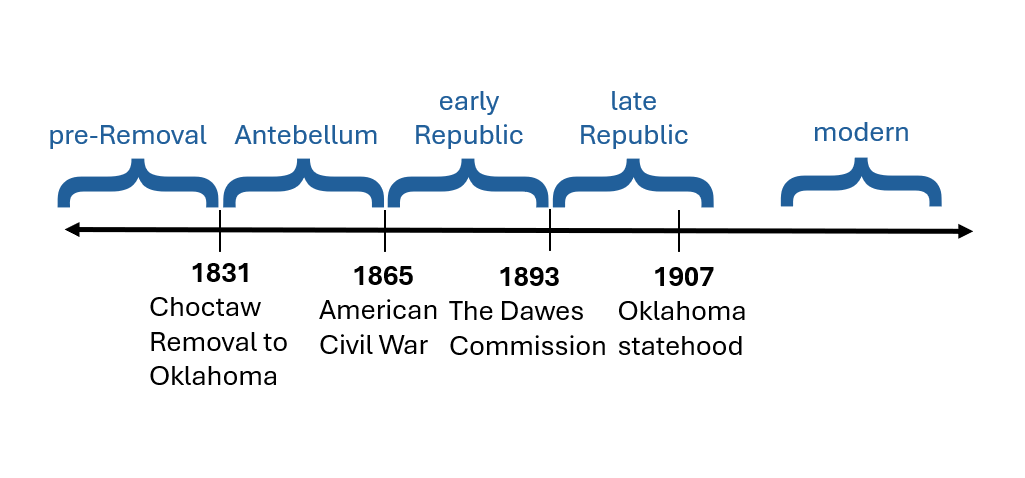 pre-Removal
Antebellum
early
Republic
late
Republic
modern
1831
Choctaw
Removal to
Oklahoma
1865
American
Civil War
1893
The Dawes
Commission
1907
Oklahoma
statehood